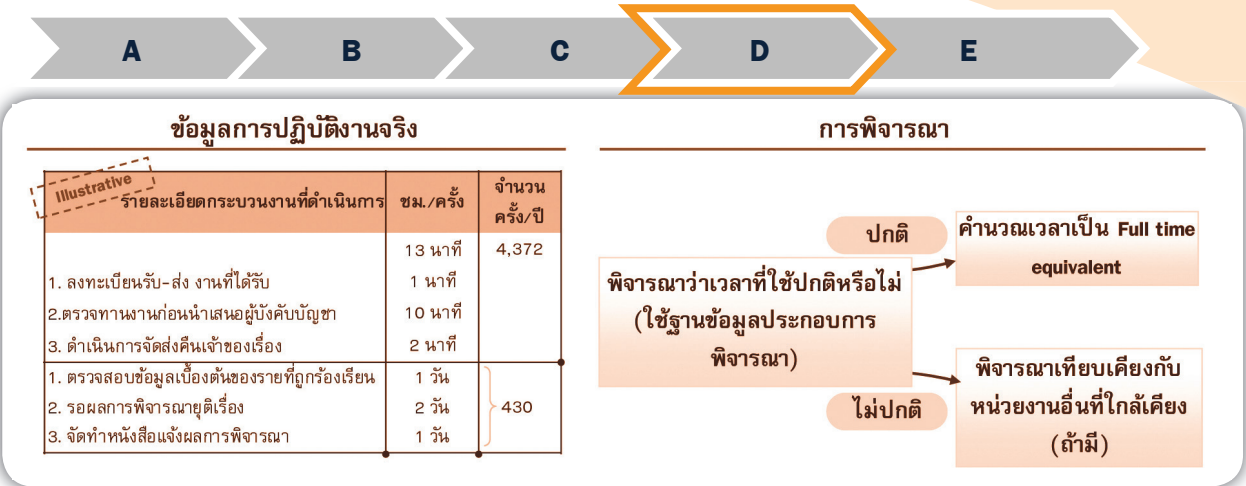 A
B
C
D
E
ข้อมูลการปฏิบัติงานจริง
Illustrative
รายละเอียดกระบวนงานที่ดำเนินการ ชม./ครั้ง จำนวน
ครั้ง/ปี
13 นาที 4,372
1. ลงทะเบียนรับ-ส่ง งานที่ได้รับ 1 นาที
2.ตรวจทานงานก่อนนำเสนอผู้บังคับบัญชา 10 นาที
3. ดำเนินการจัดส่งคืนเจ้าของเรื่อง 2 นาที
1. ตรวจสอบข้อมูลเบื้องต้นของรายที่ถูกร้องเรียน 1 วัน
2. รอผลการพิจารณายุติเรื่อง 2 วัน 430
3. จัดทำหนังสือแจ้งผลการพิจารณา 1 วัน
การพิจารณา
พิจารณาว่าเวลาที่ใช้ปกติหรือไม่
(ใช้ฐานข้อมูลประกอบการ
พิจารณา)
ปกติ
คำนวณเวลาเป็น Full time
equivalent
ไม่ปกติ
พิจารณาเทียบเคียงกับ
หน่วยงานอื่นที่ใกล้เคียง
(ถ้ามี)